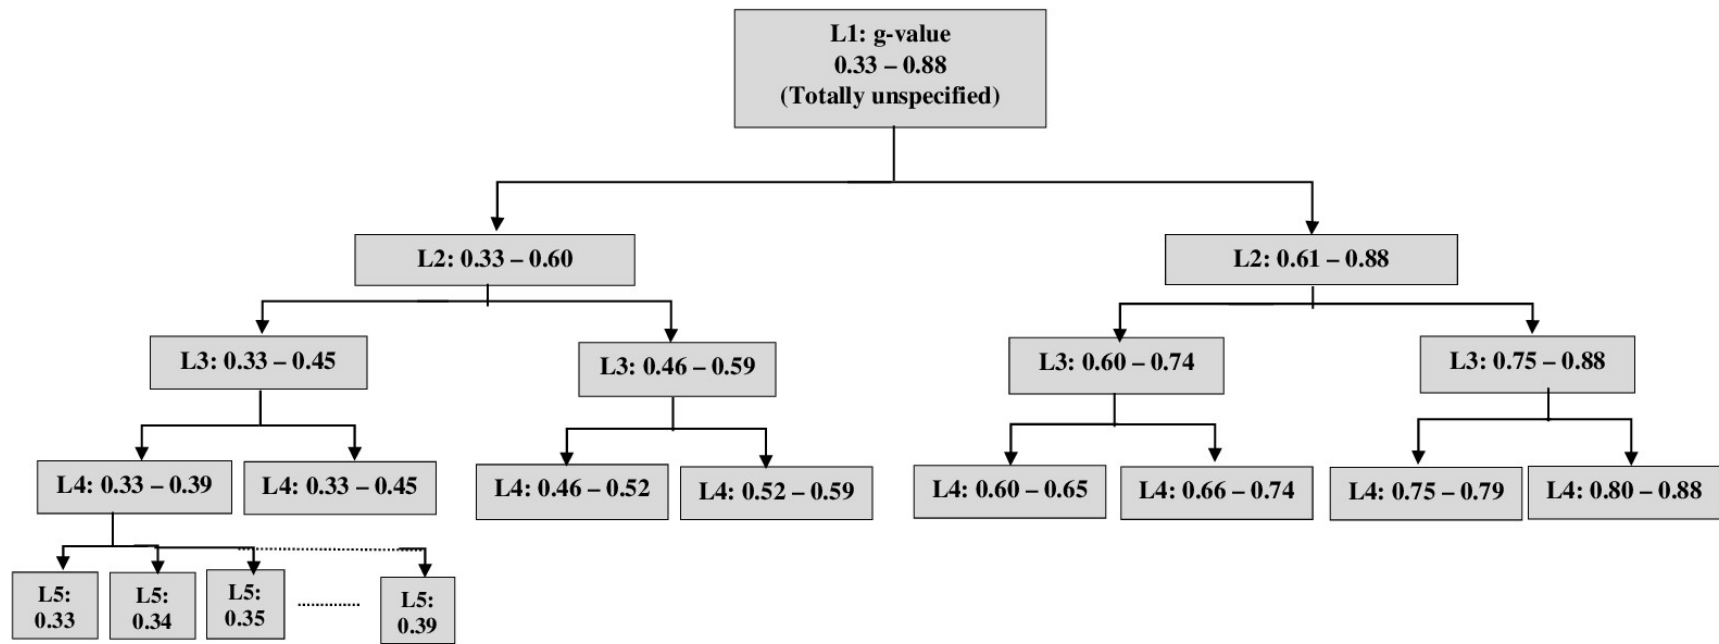 L1: g-value
0.33 – 0.88
(Totally unspecified)
L2: 0.33 – 0.60
L2: 0.61 – 0.88
L3: 0.33 – 0.45
L3: 0.46 – 0.59
L3: 0.60 – 0.74
L3: 0.75 – 0.88
L4: 0.33 – 0.39
L4: 0.33 – 0.45
L4: 0.46 – 0.52
L4: 0.52 – 0.59
L4: 0.60 – 0.65
L4: 0.66 – 0.74
L4: 0.75 – 0.79
L4: 0.80 – 0.88
L5:
0.33
L5:
0.34
L5:
0.35
L5:
0.39